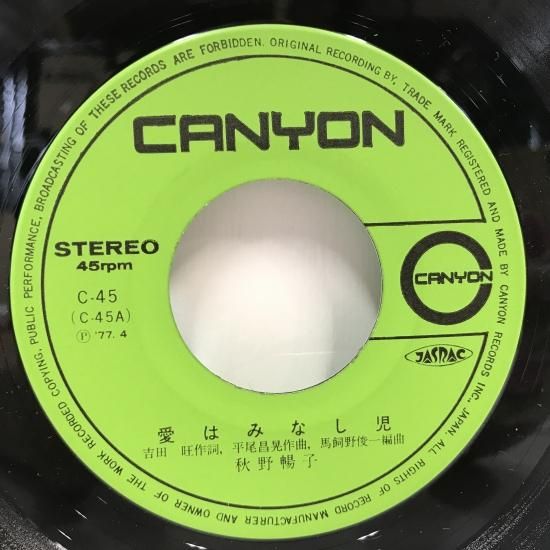 ORIGINAL RECORDING BY, TRADE MARK REGISTERED AND MADE BY CANYON RECORDS INC., JAPAN. ALL RIGHTS OF RECORD MANUFACTURER AND OWNER OF THE WORK RECORDED COPYING, PUBLIC PERFORMANCE, BROADCASTING OF THESE RECORDS ARE FORBIDDEN.
CANYON
STEREO
45rpm
CANYON
C-45
(C-45A)
Ⓟ '77. 4
JASRAC
愛はみなし児
吉田 旺作詞, 平尾昌晃作曲, 馬飼野俊一編曲
秋野暢子